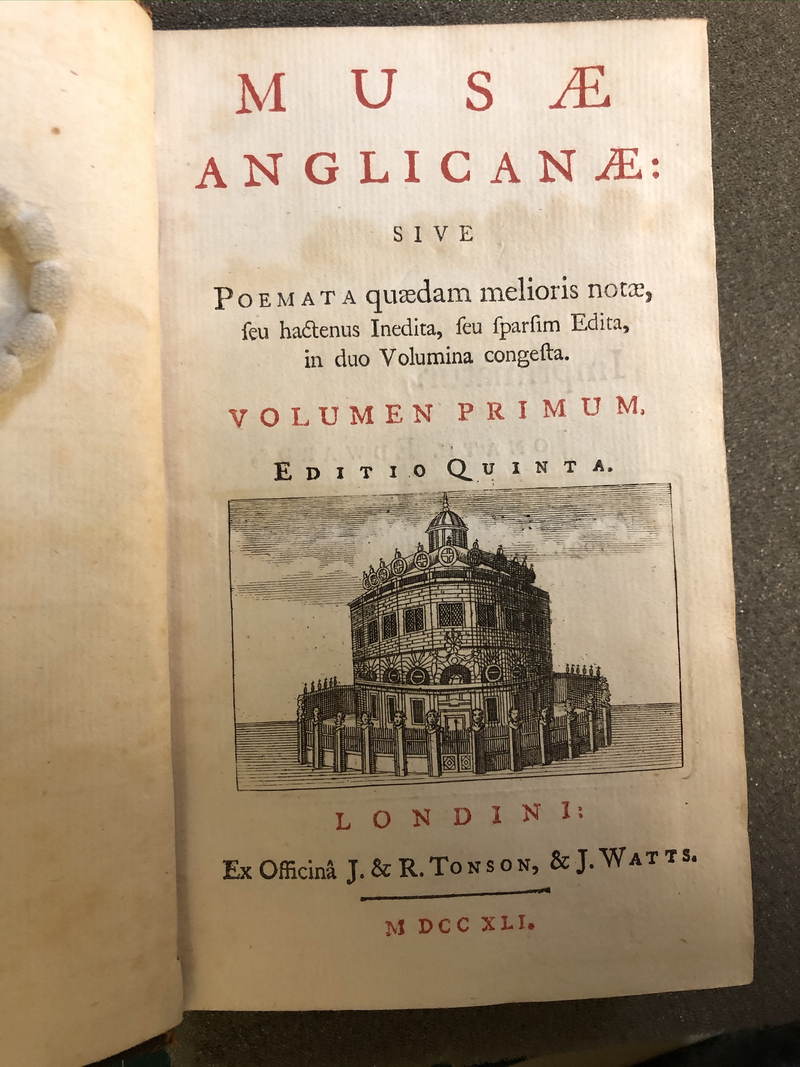 MUSÆ
ANGLICANÆ:
SIVE
POEMATA quædam melioris notæ,
ſeu hactenus Inedita, ſeu ſparſim Edita,
in duo Volumina congeſta.
VOLUMEN PRIMUM.
EDITIO QUINTA.
LONDINI:
Ex Officinâ J. & R. TONSON, & J. WATTS.
M DCC XLI.